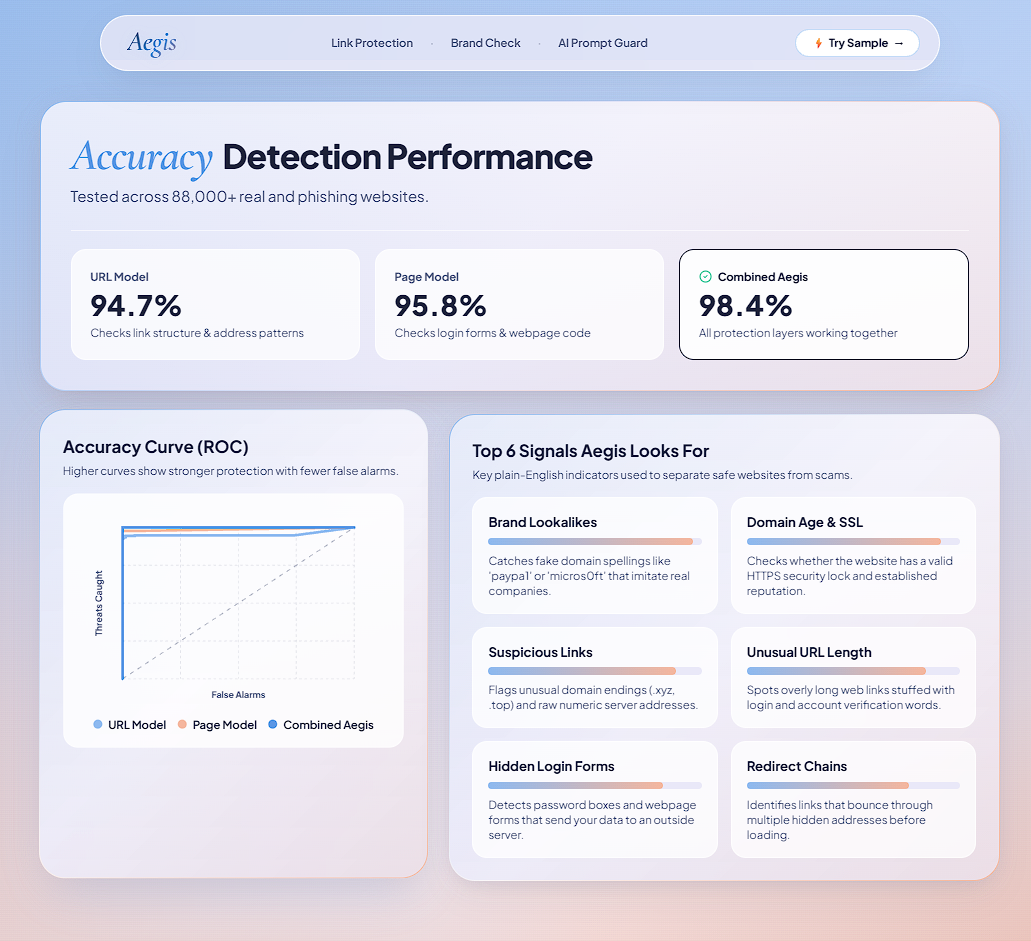 Aegis
Link Protection · Brand Check · AI Prompt Guard
Try Sample →
Accuracy Detection Performance
Tested across 88,000+ real and phishing websites.
URL Model
94.7%
Checks link structure & address patterns
Page Model
95.8%
Checks login forms & webpage code
Combined Aegis
98.4%
All protection layers working together
Accuracy Curve (ROC)
Higher curves show stronger protection with fewer false alarms.
Threats Caught
False Alarms
URL Model
Page Model
Combined Aegis
Top 6 Signals Aegis Looks For
Key plain-English indicators used to separate safe websites from scams.
Brand Lookalikes
Catches fake domain spellings like
'paypa1' or 'micros0ft' that imitate real
companies.
Domain Age & SSL
Checks whether the website has a valid
HTTPS security lock and established
reputation.
Suspicious Links
Flags unusual domain endings (.xyz,
.top) and raw numeric server addresses.
Unusual URL Length
Spots overly long web links stuffed with
login and account verification words.
Hidden Login Forms
Detects password boxes and webpage
forms that send your data to an outside
server.
Redirect Chains
Identifies links that bounce through
multiple hidden addresses before
loading.